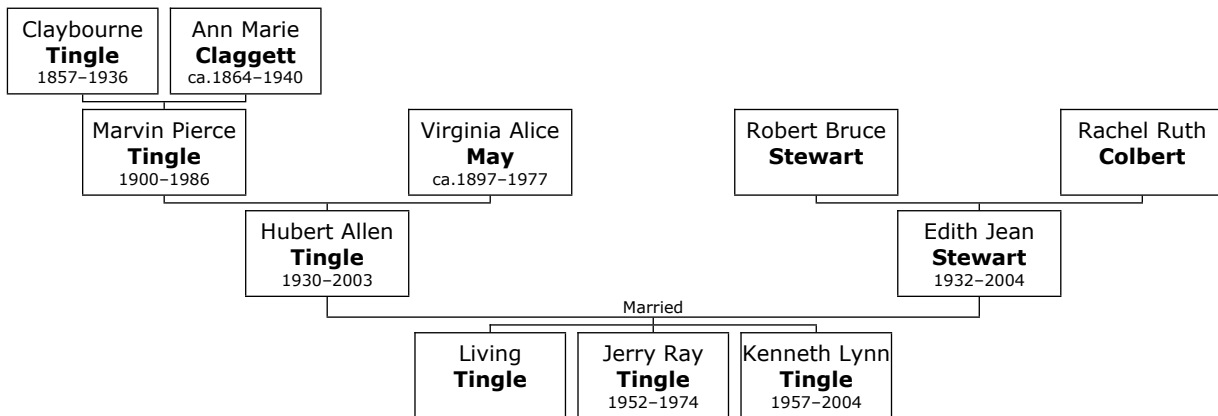 Claybourne
Tingle
1857–1936
Ann Marie
Claggett
ca.1864–1940
Marvin Pierce
Tingle
1900–1986
Virginia Alice
May
ca.1897–1977
Robert Bruce
Stewart
Rachel Ruth
Colbert
Hubert Allen
Tingle
1930–2003
Edith Jean
Stewart
1932–2004
Married
Living
Tingle
Jerry Ray
Tingle
1952–1974
Kenneth Lynn
Tingle
1957–2004